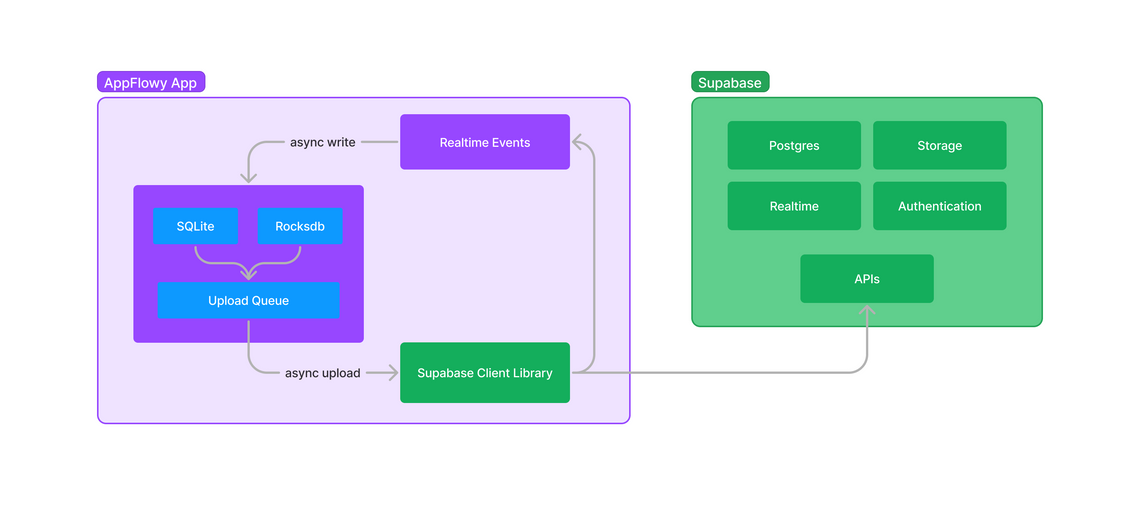 AppFlowy App
Realtime Events
async write
SQLite
Rocksdb
Upload Queue
async upload
Supabase Client Library
Supabase
Postgres
Storage
Realtime
Authentication
APIs